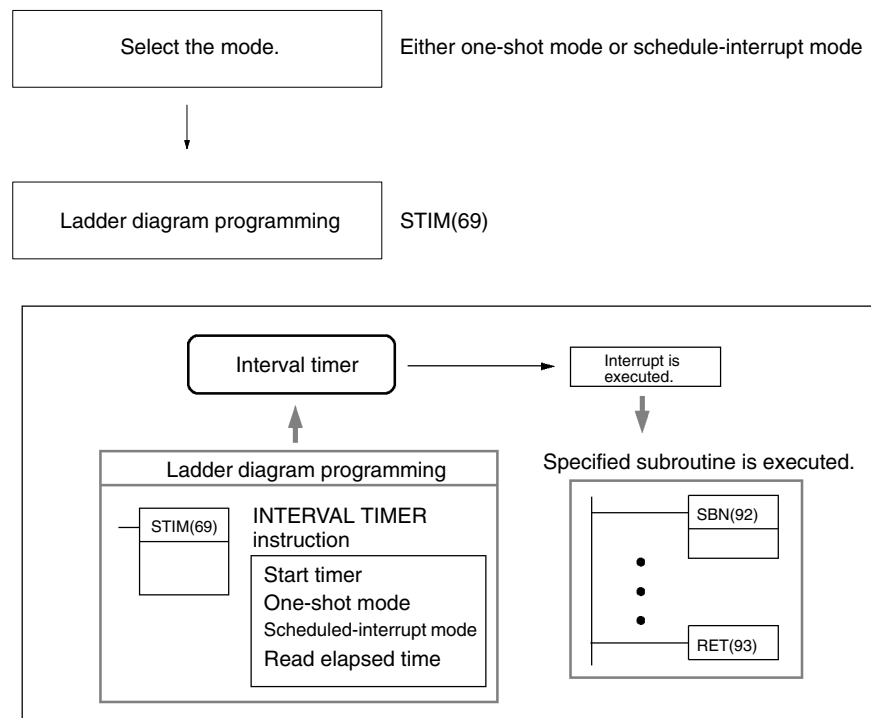 Select the mode.
Either one-shot mode or schedule-interrupt mode
Ladder diagram programming
STIM(69)
Interval timer
Interrupt is
executed.
Ladder diagram programming
STIM(69)
INTERVAL TIMER
instruction
Start timer
One-shot mode
Scheduled-interrupt mode
Read elapsed time
Specified subroutine is executed.
SBN(92)
RET(93)